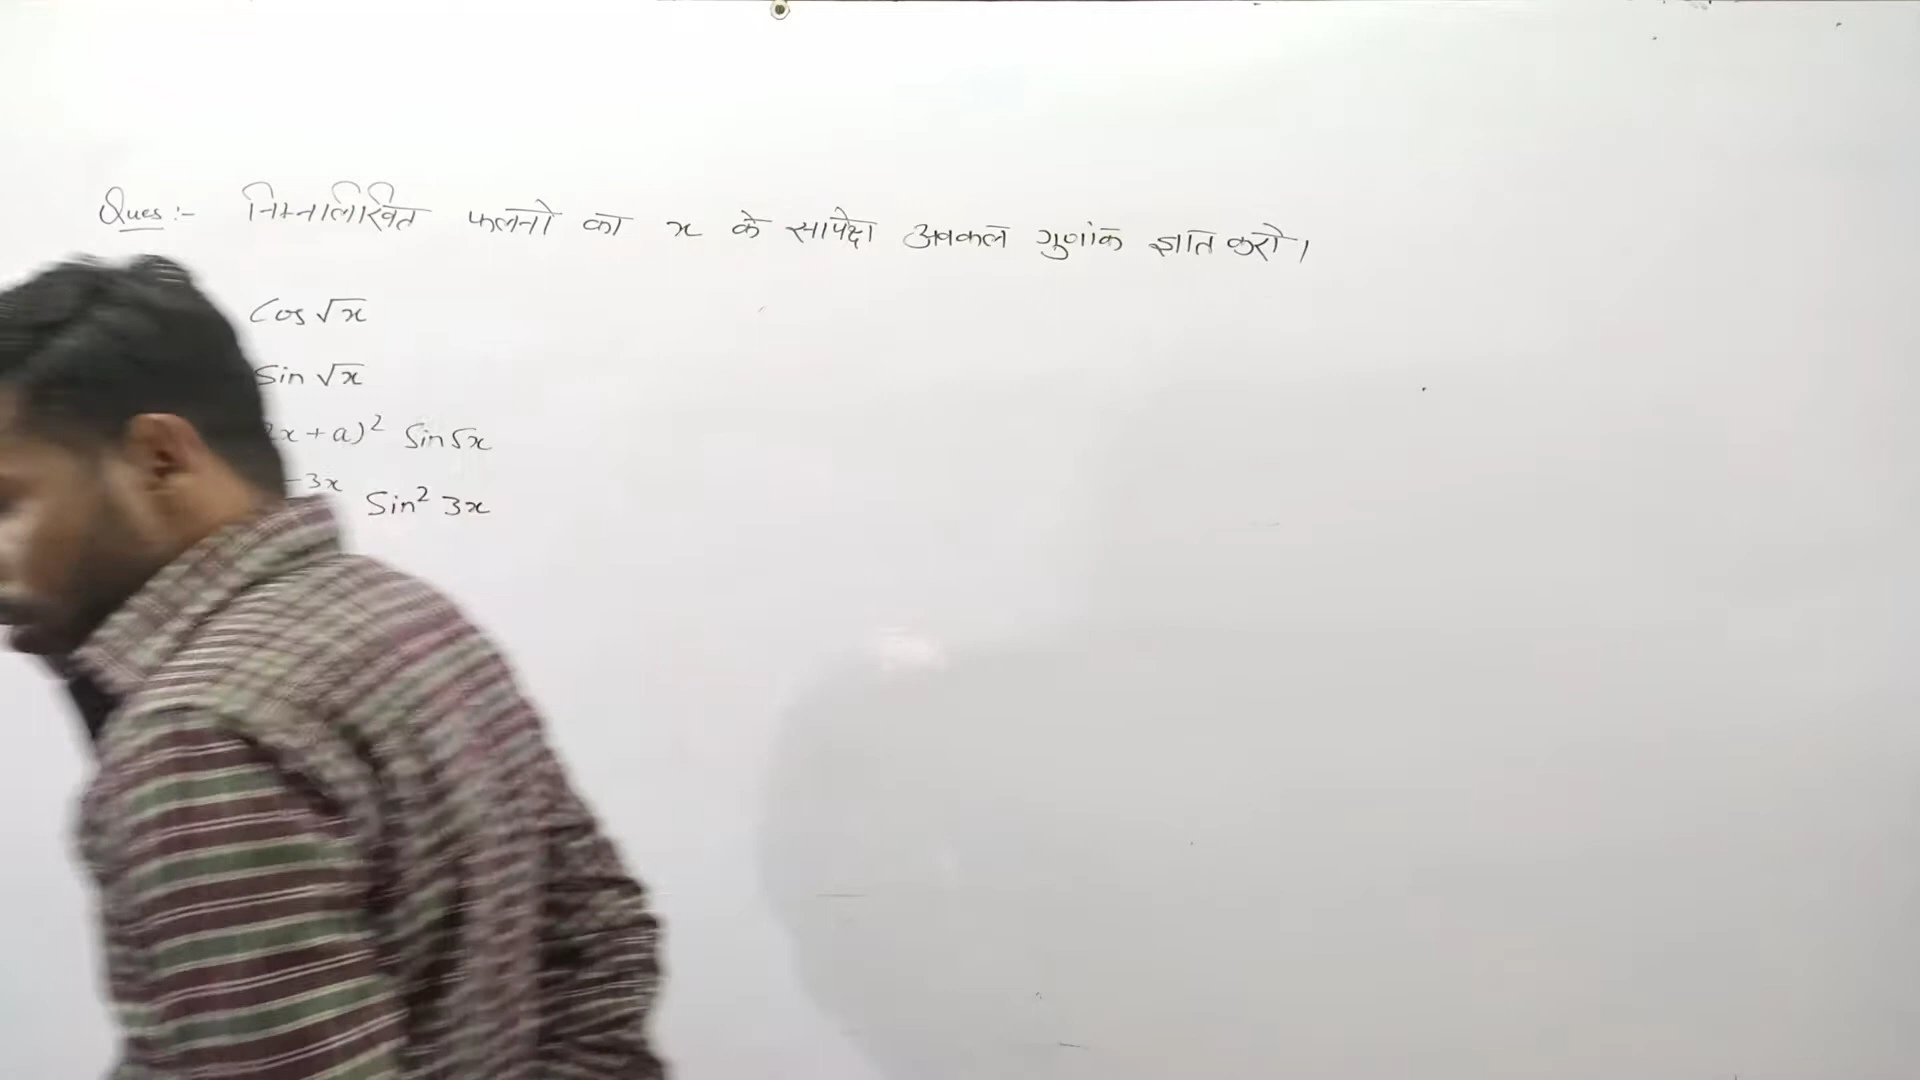 Ques :- निम्नलिखित फलनो का x के सापेक्ष अवकल गुणांक ज्ञात करो।
Cos √x
Sin √x
x + a)² Sin 5x
-3x Sin² 3x